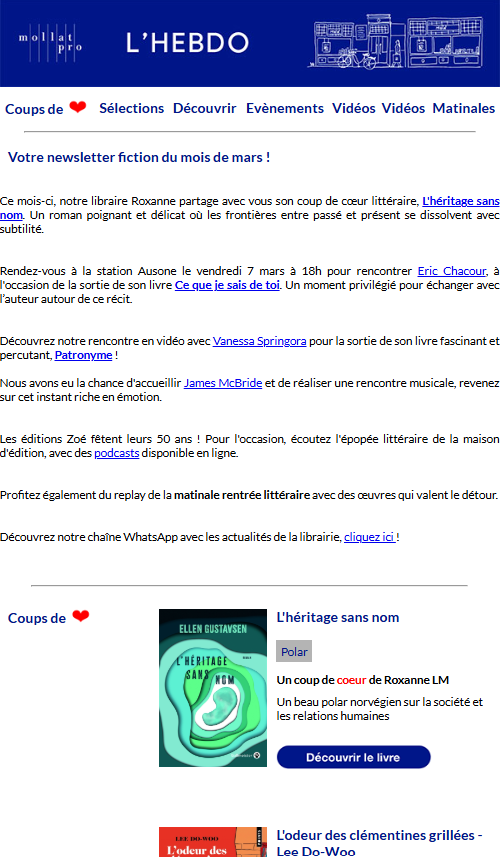 mollat
pro
L'HEBDO
Coups de Sélections Découvrir Evènements Vidéos Vidéos Matinales
Votre newsletter fiction du mois de mars !
Ce mois-ci, notre libraire Roxanne partage avec vous son coup de cœur littéraire, L'héritage sans
nom. Un roman poignant et délicat où les frontières entre passé et présent se dissolvent avec
subtilité.
Rendez-vous à la station Ausone le vendredi 7 mars à 18h pour rencontrer Eric Chacour, à
l'occasion de la sortie de son livre Ce que je sais de toi. Un moment privilégié pour échanger avec
l’auteur autour de ce récit.
Découvrez notre rencontre en vidéo avec Vanessa Springora pour la sortie de son livre fascinant et
percutant, Patronyme !
Nous avons eu la chance d'accueillir James McBride et de réaliser une rencontre musicale, revenez
sur cet instant riche en émotion.
Les éditions Zoé fêtent leurs 50 ans ! Pour l'occasion, écoutez l'épopée littéraire de la maison
d'édition, avec des podcasts disponible en ligne.
Profitez également du replay de la matinale rentrée littéraire avec des œuvres qui valent le détour.
Découvrez notre chaîne WhatsApp avec les actualités de la librairie, cliquez ici !
Coups de
ELLEN GUSTAVSEN
L'HÉRITAGE
SANS
NOM
L'héritage sans nom
Polar
Un coup de coeur de Roxanne LM
Un beau polar norvégien sur la société et
les relations humaines
Découvrir le livre
LEE DO-WOO
L'odeur des
clémentines
L'odeur des clémentines grillées -
Lee Do-Woo